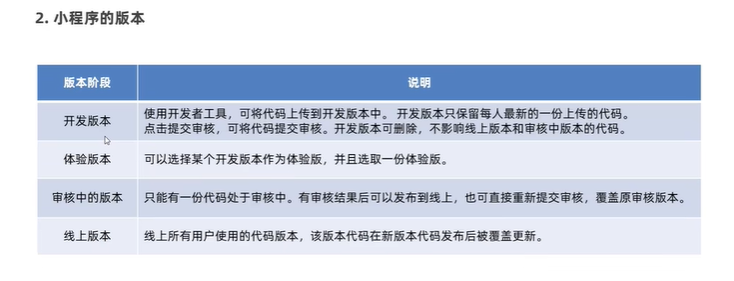 2. 小程序的版本
版本阶段 说明
开发版本 使用开发者工具，可将代码上传到开发版本中。 开发版本只保留每人最新的一份上传的代码。
点击提交审核，可将代码提交审核。开发版本可删除，不影响线上版本和审核中版本的代码。
体验版本 可以选择某个开发版本作为体验版，并且选取一份体验版。
审核中的版本 只能有一份代码处于审核中。有审核结果后可以发布到线上，也可直接重新提交审核，覆盖原审核版本。
线上版本 线上所有用户使用的代码版本，该版本代码在新版本代码发布后被覆盖更新。